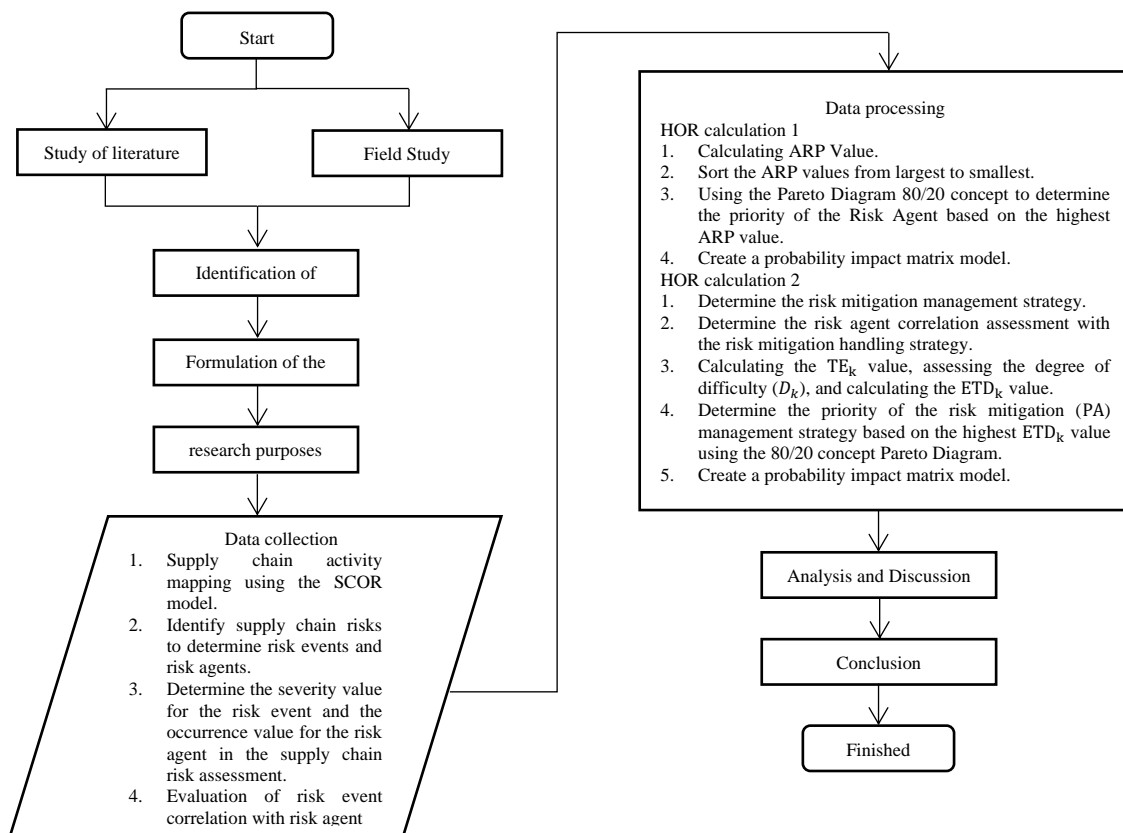 Start
Study of literature
Field Study
Identification of
Formulation of the
research purposes
Data collection
1. Supply chain activity
mapping using the SCOR
model.
2. Identify supply chain risks
to determine risk events and
risk agents.
3. Determine the severity value
for the risk event and the
occurrence value for the risk
agent in the supply chain
risk assessment.
4. Evaluation of risk event
correlation with risk agent
Data processing
HOR calculation 1
1. Calculating ARP Value.
2. Sort the ARP values from largest to smallest.
3. Using the Pareto Diagram 80/20 concept to determine
the priority of the Risk Agent based on the highest
ARP value.
4. Create a probability impact matrix model.
HOR calculation 2
1. Determine the risk mitigation management strategy.
2. Determine the risk agent correlation assessment with
the risk mitigation handling strategy.
3. Calculating the TEₖ value, assessing the degree of
difficulty (Dₖ), and calculating the ETDₖ value.
4. Determine the priority of the risk mitigation (PA)
management strategy based on the highest ETDₖ value
using the 80/20 concept Pareto Diagram.
5. Create a probability impact matrix model.
Analysis and Discussion
Conclusion
Finished